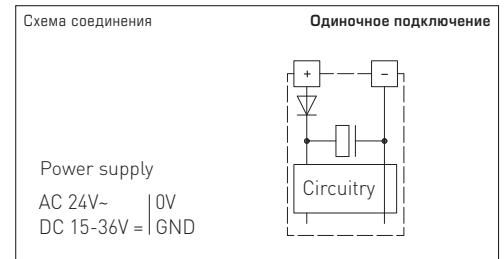 Схема соединения
Одиночное подключение
+ −
Power supply
Circuitry
AC 24V~ | 0V
DC 15-36V = | GND